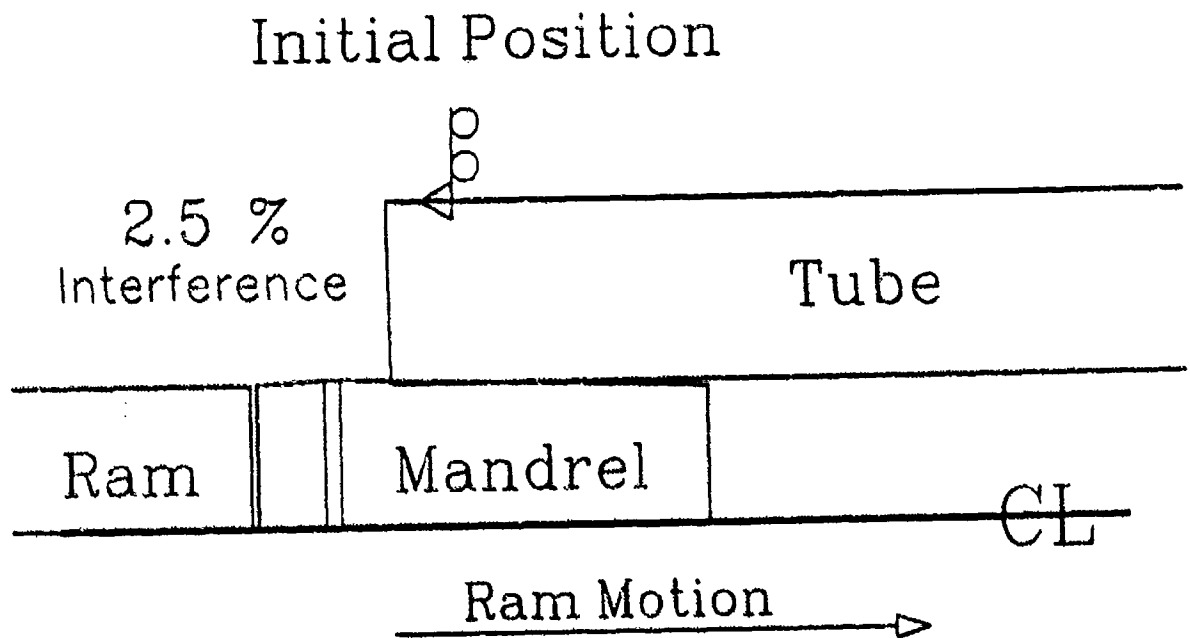 Initial Position
2.5 %
Interference
Tube
Ram
Mandrel
CL
Ram Motion